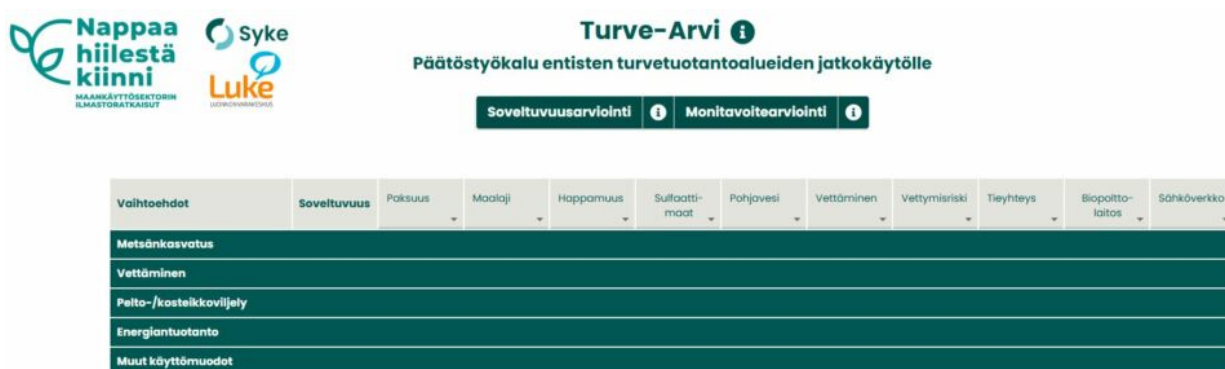 Nappaa
hiilestä
kiinni
MAANKÄYTTÖSEKTORIN
ILMASTORATKAISUT
Syke
Luke
LUONNONVARAKESKUS
Turve-Arvi i
Päätöstyökalu entisten turvetuotantoalueiden jatkokäytölle
Soveltuvuusarviointi i Monitavoitearviointi i
Vaihtoehdot Soveltuvuus Paksuus Maalaji Happamuus Sulfaatti- Pohjavesi Vettäminen Vettymisriski Tieyhteys Biopoltto- Sähköverkko
maat laitos
Metsänkasvatus
Vettäminen
Pelto-/kosteikkoviljely
Energiantuotanto
Muut käyttömuodot